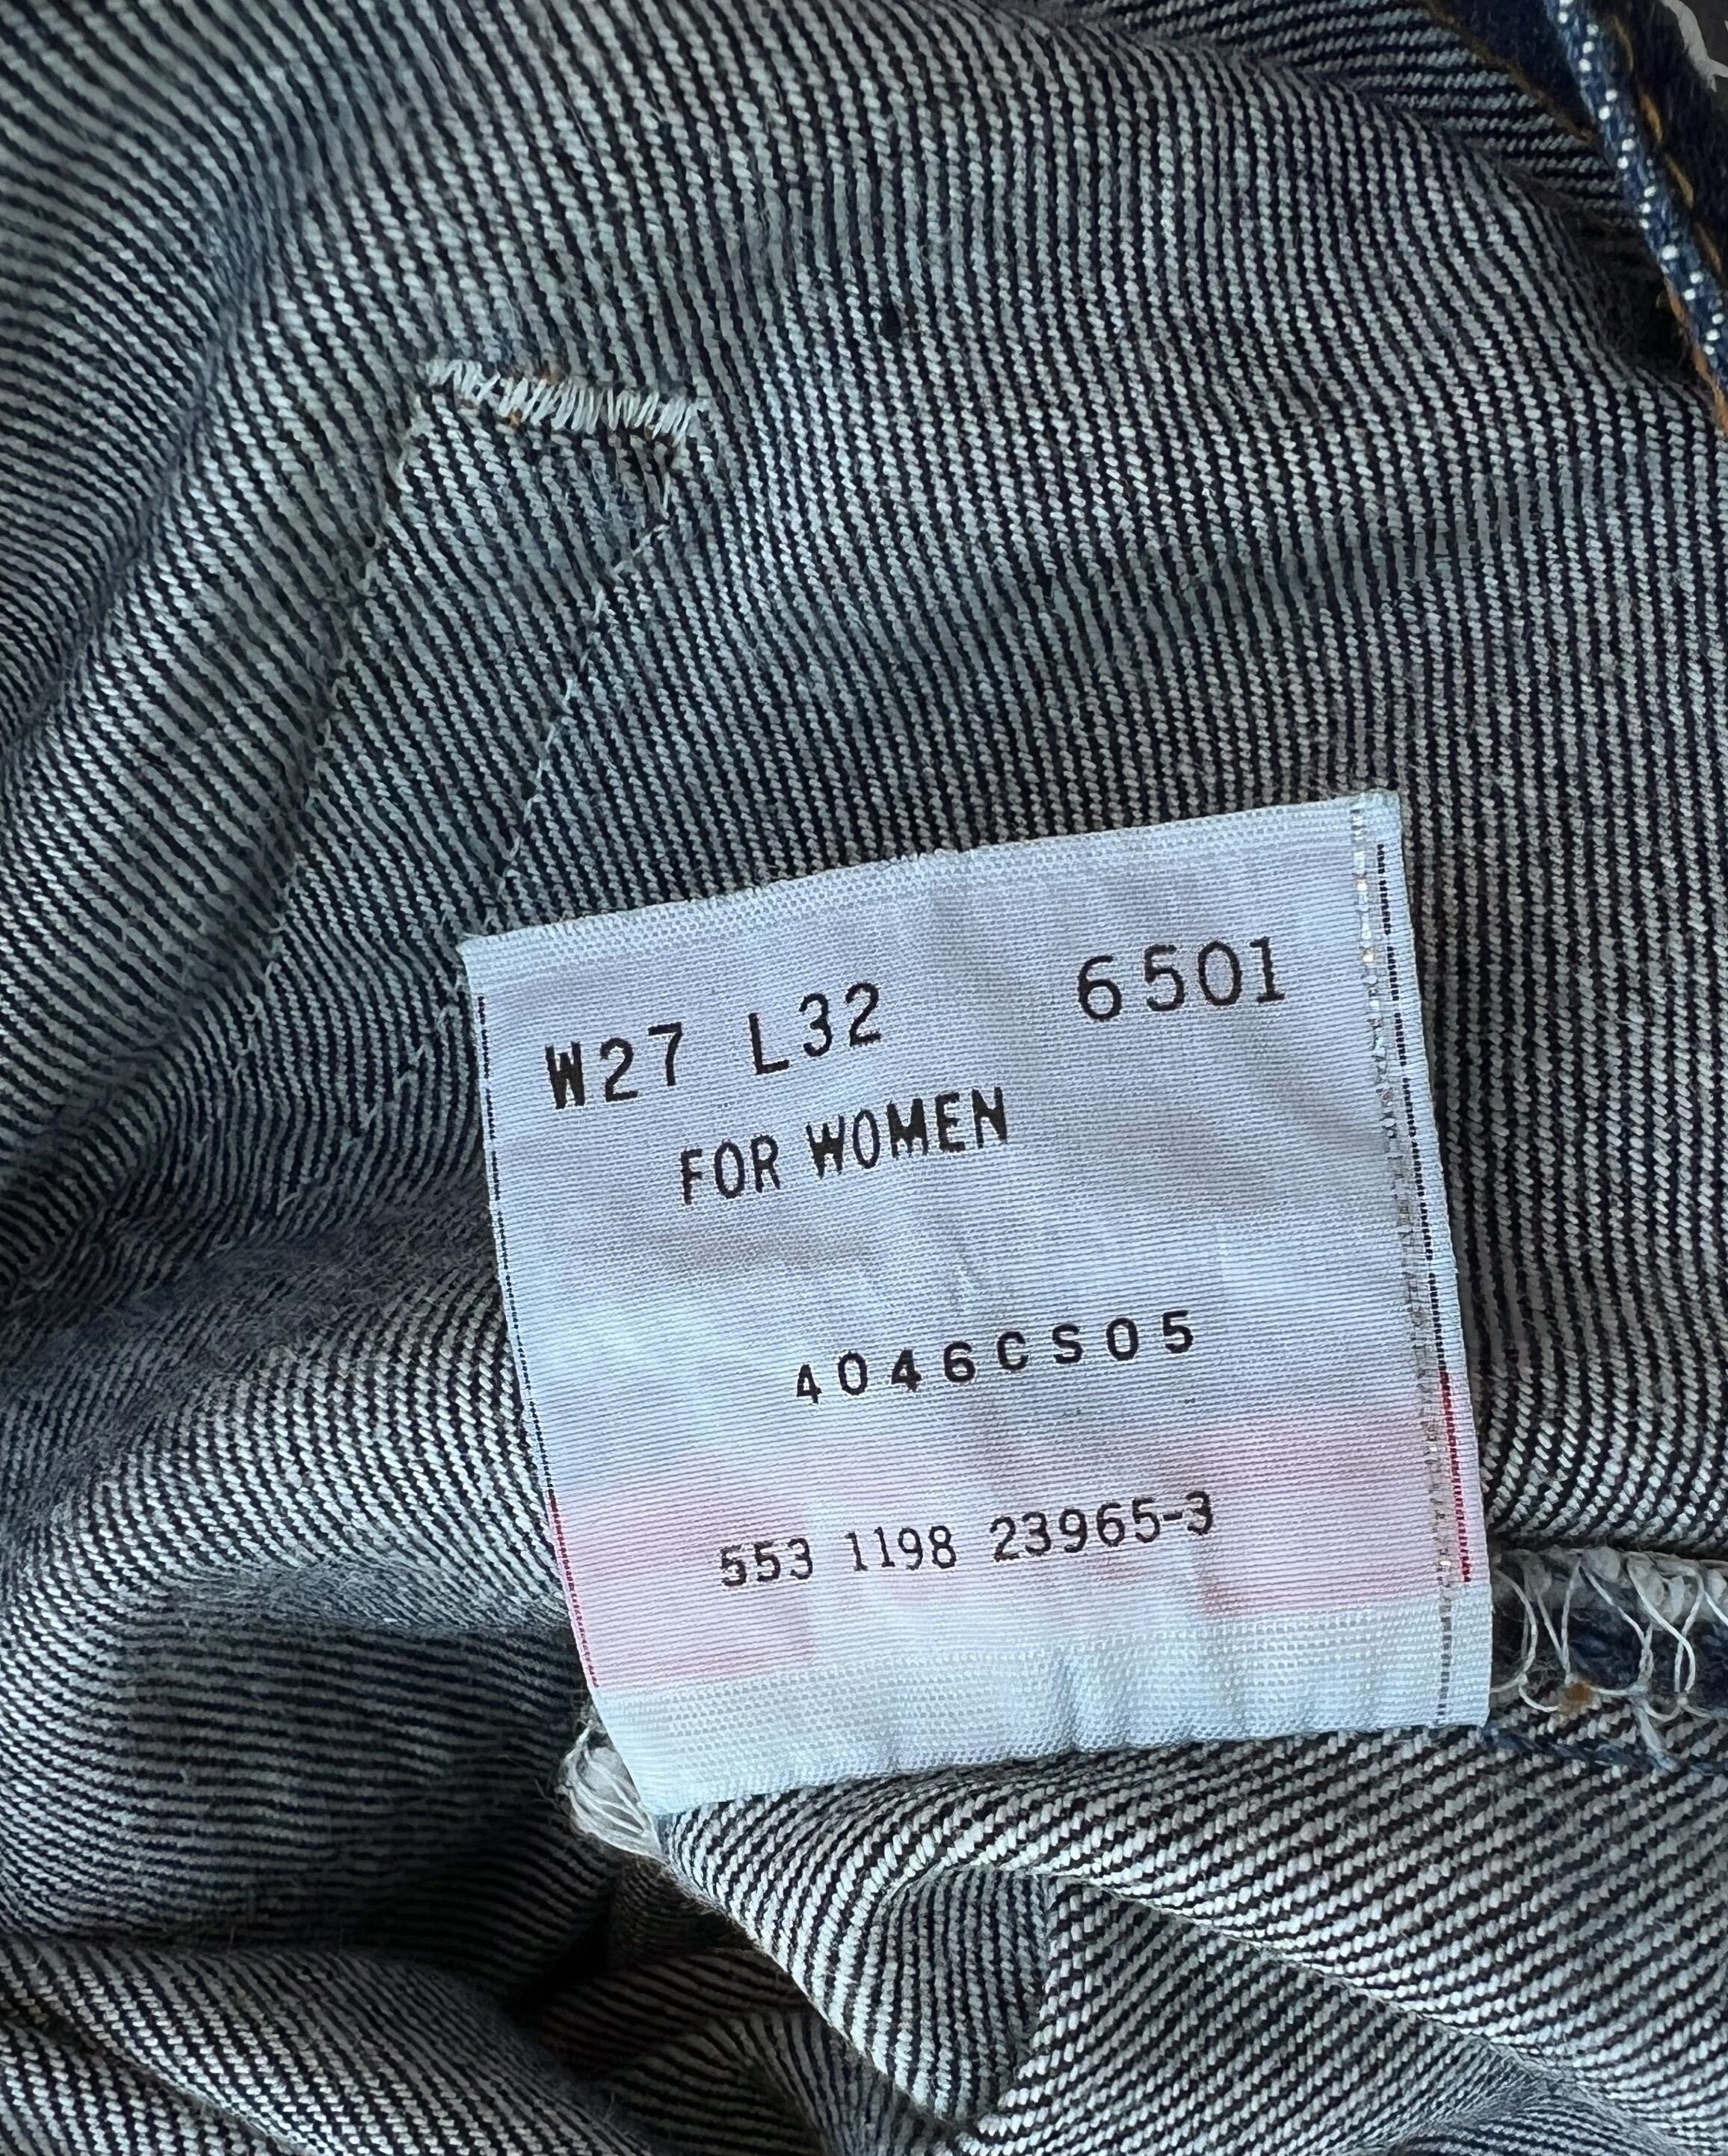 W27 L32 6501
FOR WOMEN
4046CS05
553 1198 23965-3